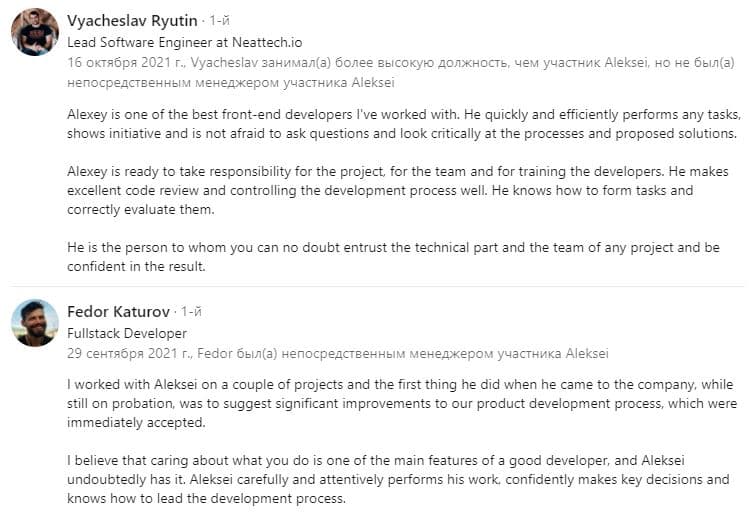 Vyacheslav Ryutin · 1-й
Lead Software Engineer at Neattech.io
16 октября 2021 г., Vyacheslav занимал(а) более высокую должность, чем участник Aleksei, но не был(а)
непосредственным менеджером участника Aleksei
Alexey is one of the best front-end developers I've worked with. He quickly and efficiently performs any tasks,
shows initiative and is not afraid to ask questions and look critically at the processes and proposed solutions.
Alexey is ready to take responsibility for the project, for the team and for training the developers. He makes
excellent code review and controlling the development process well. He knows how to form tasks and
correctly evaluate them.
He is the person to whom you can no doubt entrust the technical part and the team of any project and be
confident in the result.
Fedor Katurov · 1-й
Fullstack Developer
29 сентября 2021 г., Fedor был(а) непосредственным менеджером участника Aleksei
I worked with Aleksei on a couple of projects and the first thing he did when he came to the company, while
still on probation, was to suggest significant improvements to our product development process, which were
immediately accepted.
I believe that caring about what you do is one of the main features of a good developer, and Aleksei
undoubtedly has it. Aleksei carefully and attentively performs his work, confidently makes key decisions and
knows how to lead the development process.